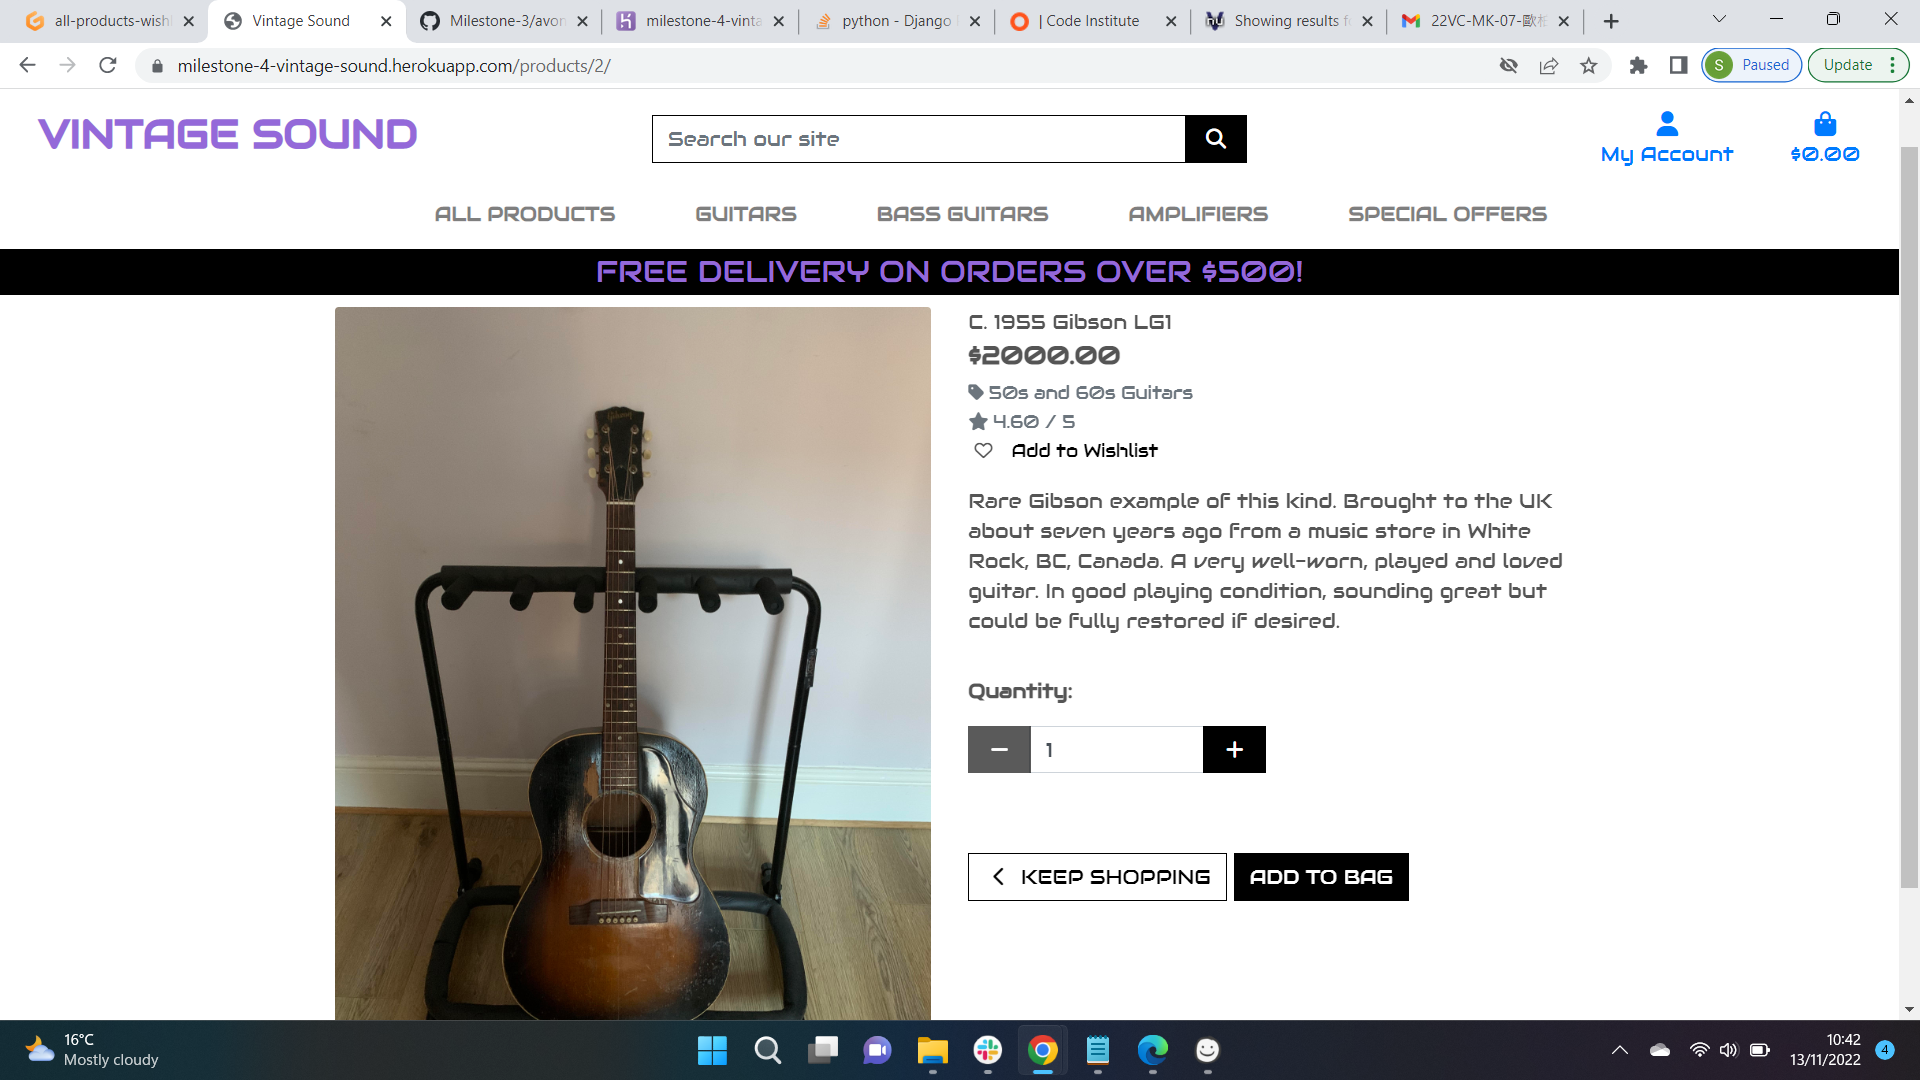 all-products-wish
Vintage Sound
Milestone-3/avon
milestone-4-vinta
python - Django
| Code Institute
Showing results f
22VC-MK-07-歐
milestone-4-vintage-sound.herokuapp.com/products/2/
S
Paused
Update
VINTAGE SOUND
Search our site
My Account
$0.00
ALL PRODUCTS
GUITARS
BASS GUITARS
AMPLIFIERS
SPECIAL OFFERS
FREE DELIVERY ON ORDERS OVER $500!
Gibson
C. 1955 Gibson LG1
$2000.00
50s and 60s Guitars
4.60 / 5
Add to Wishlist
Rare Gibson example of this kind. Brought to the UK
about seven years ago from a music store in White
Rock, BC, Canada. A very well-worn, played and loved
guitar. In good playing condition, sounding great but
could be fully restored if desired.
Quantity:
1
KEEP SHOPPING
ADD TO BAG
16°C
Mostly cloudy
10:42
13/11/2022
4